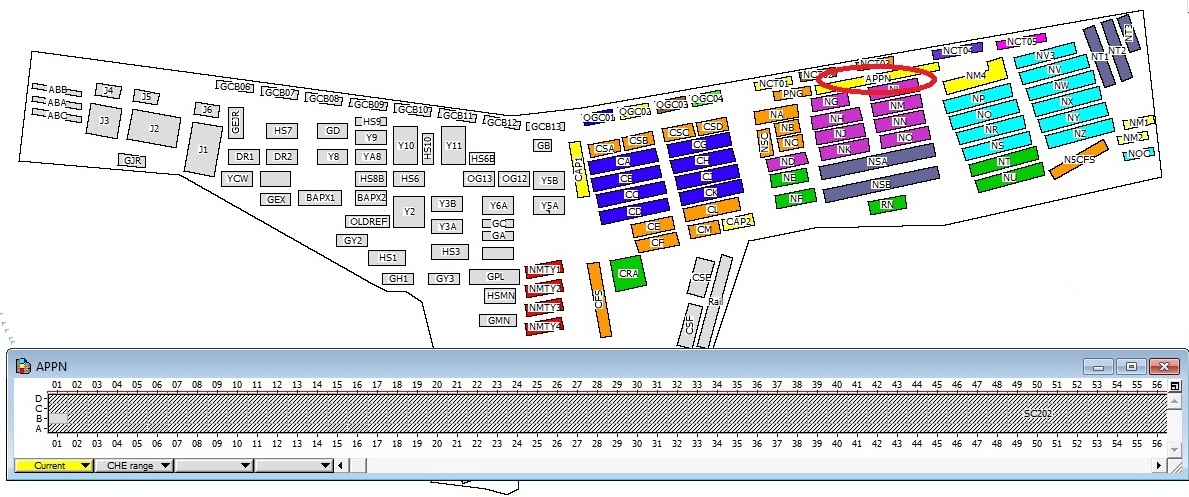 NCT05
NCT04
NT3
NT2
NT1
NCT03
NCT02
NCT01
APPN
NM4
NV3
NV
NW
NX
NY
NZ
ABB
ABA
ABC
J4
J5
J3
J2
J6
J1
GJR
GCB06
GCB07
GCB08
GCB09
GCB10
GCB11
GCB12
GCB13
QGC01
QGC02
QGC03
QGC04
PNG
NG
NH
NJ
NK
NM
NN
NO
NP
NQ
NR
NS
NT
NU
NM1
NM2
NOC
N5CFS
HS9
HS7
GD
Y9
Y10
HS10
Y11
GB
DR1
DR2
Y8
YA8
HS6B
YCW
HS8B
HS6
OG13
OG12
Y5B
GEX
BAPX1
BAPX2
Y2
Y3B
Y6A
Y5A
OLDREF
Y3A
GC
GA
GY2
HS1
HS3
GH1
GY3
GPL
HSMN
GMN
NMTY1
NMTY2
NMTY3
NMTY4
CAP1
CSA
CSB
CSC
CSD
CA
CB
CC
CD
CE
CF
CG
CH
CJ
CK
CL
CM
CAP2
CFS
CRA
CSE
CSF
Rail
NA
NB
NC
NSC
ND
NE
NF
NSA
NSB
RN
APPN
01 02 03 04 05 06 07 08 09 10 11 12 13 14 15 16 17 18 19 20 21 22 23 24 25 26 27 28 29 30 31 32 33 34 35 36 37 38 39 40 41 42 43 44 45 46 47 48 49 50 51 52 53 54 55 56
D
C
SC202
B
A
01 02 03 04 05 06 07 08 09 10 11 12 13 14 15 16 17 18 19 20 21 22 23 24 25 26 27 28 29 30 31 32 33 34 35 36 37 38 39 40 41 42 43 44 45 46 47 48 49 50 51 52 53 54 55 56
Current CHE range